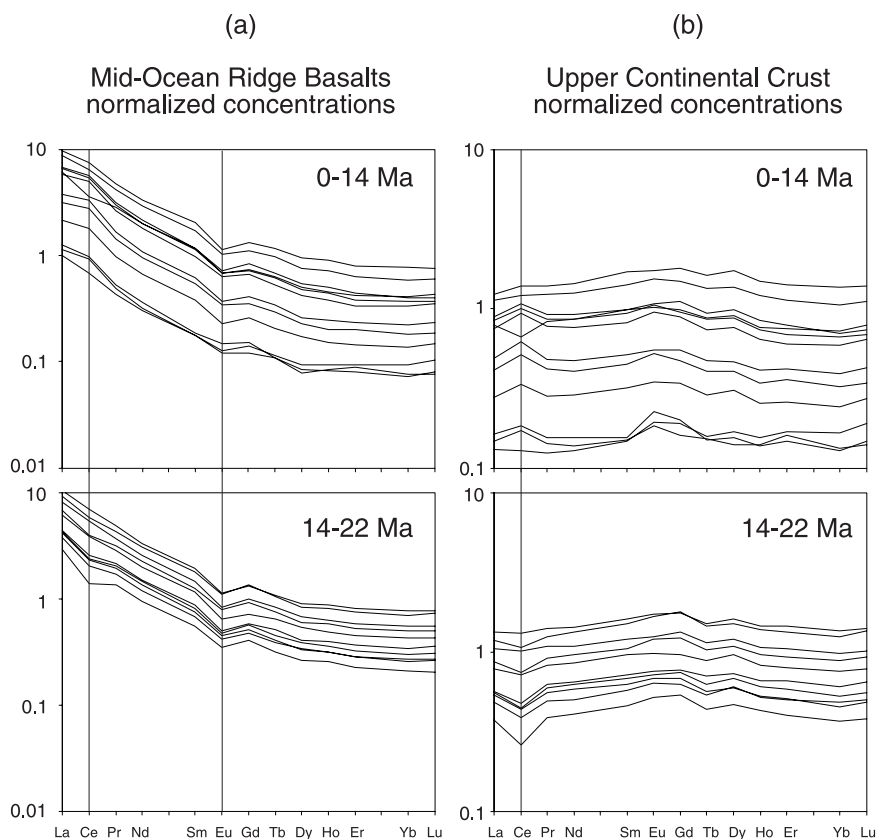 (a)
Mid-Ocean Ridge Basalts
normalized concentrations
10
1
0.1
0.01
0-14 Ma
10
1
0.1
0.01
14-22 Ma
La Ce Pr Nd Sm Eu Gd Tb Dy Ho Er Yb Lu
(b)
Upper Continental Crust
normalized concentrations
10
1
0.1
0-14 Ma
10
1
0.1
14-22 Ma
La Ce Pr Nd Sm Eu Gd Tb Dy Ho Er Yb Lu